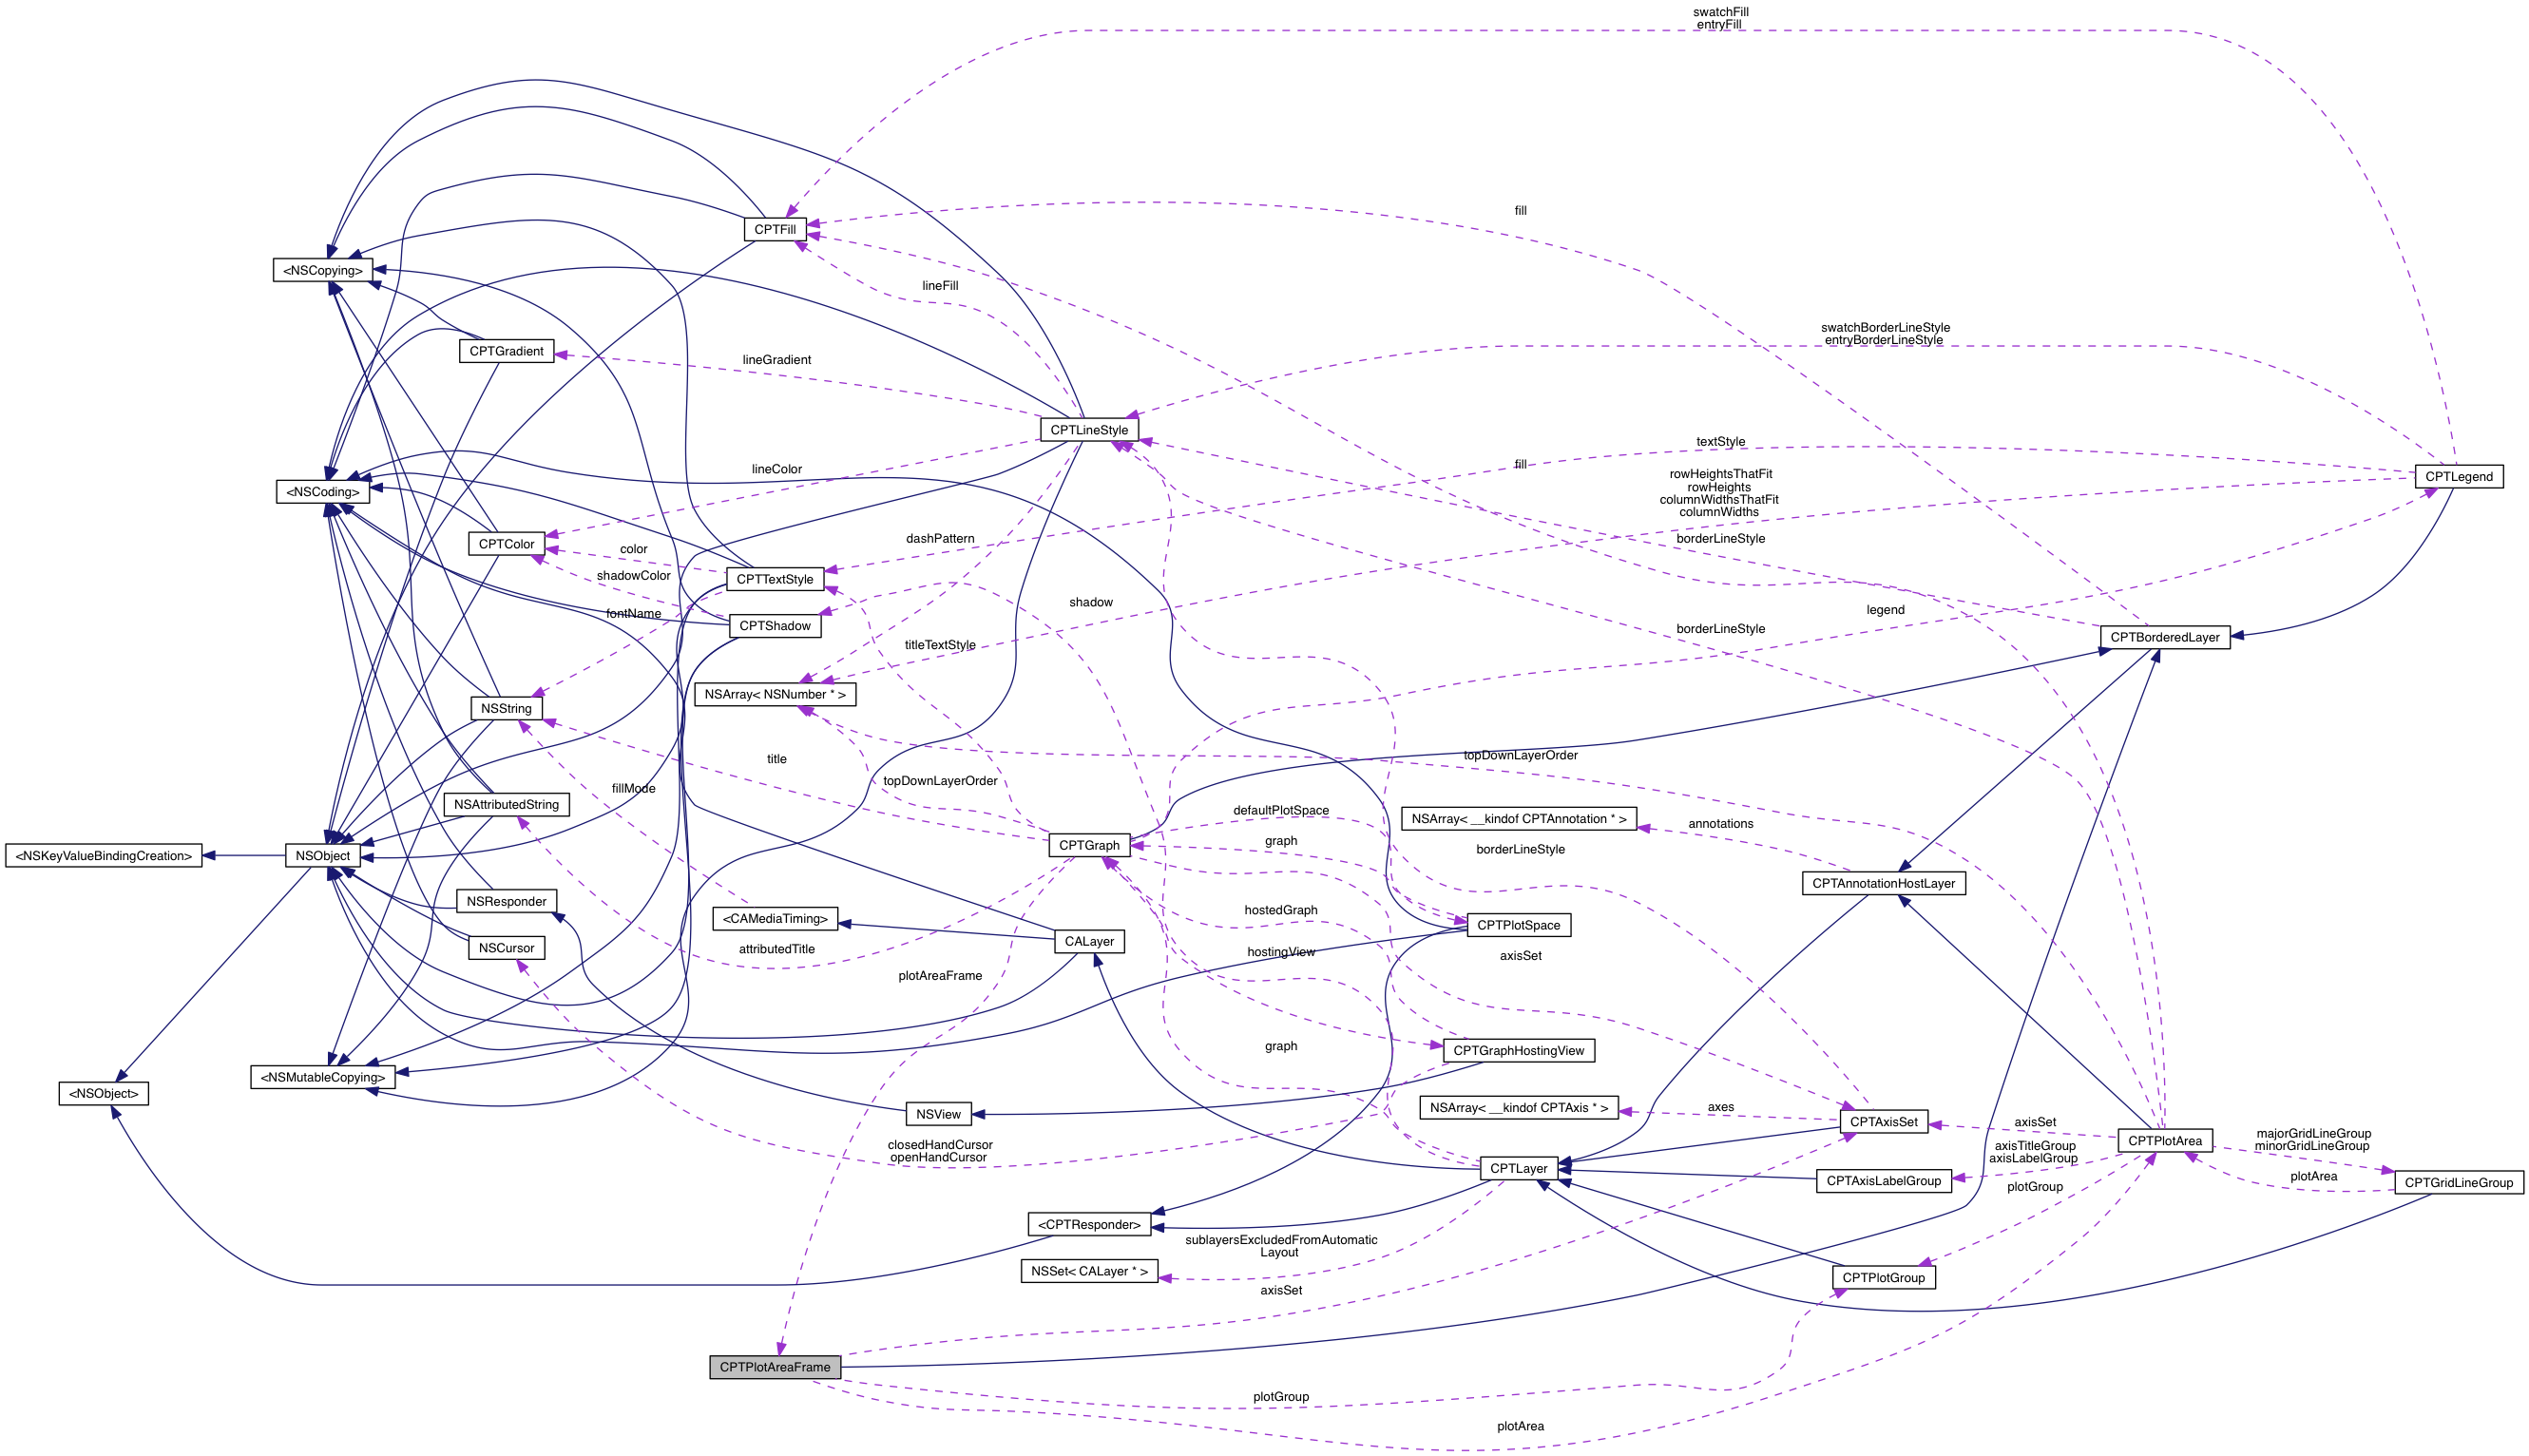 swatchFill
entryFill
fill
CPTFill
<NSCopying>
lineFill
swatchBorderLineStyle
entryBorderLineStyle
CPTGradient
lineGradient
CPTLineStyle
textStyle
fill
lineColor
rowHeightsThatFit
rowHeights
columnWidthsThatFit
columnWidths
CPTLegend
<NSCoding>
CPTColor
color
dashPattern
borderLineStyle
shadowColor
CPTTextStyle
fontName
shadow
legend
CPTShadow
borderLineStyle
CPTBorderedLayer
titleTextStyle
NSArray< NSNumber * >
NSString
title
topDownLayerOrder
topDownLayerOrder
fillMode
NSAttributedString
defaultPlotSpace
NSArray< __kindof CPTAnnotation * >
annotations
graph
CPTGraph
borderLineStyle
<NSKeyValueBindingCreation>
NSObject
CPTAnnotationHostLayer
NSResponder
hostedGraph
<CAMediaTiming>
CPTPlotSpace
CALayer
NSCursor
attributedTitle
hostingView
axisSet
plotAreaFrame
graph
CPTGraphHostingView
<NSMutableCopying>
<NSObject>
NSView
NSArray< __kindof CPTAxis * >
axes
CPTAxisSet
axisSet
CPTPlotArea
majorGridLineGroup
minorGridLineGroup
closedHandCursor
openHandCursor
axisTitleGroup
axisLabelGroup
CPTLayer
CPTAxisLabelGroup
plotGroup
plotArea
CPTGridLineGroup
<CPTResponder>
sublayersExcludedFromAutomatic
Layout
NSSet< CALayer * >
CPTPlotGroup
axisSet
CPTPlotAreaFrame
plotGroup
plotArea